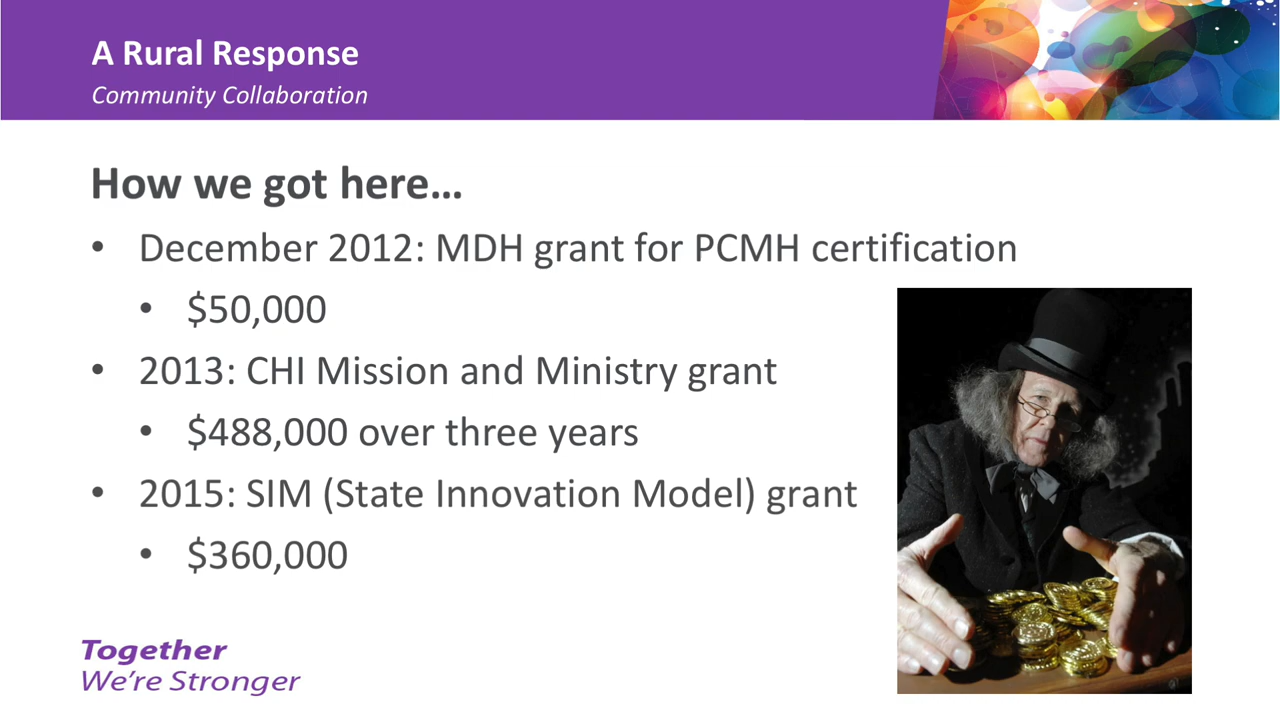 A Rural Response
Community Collaboration
How we got here…
• December 2012: MDH grant for PCMH certification
• $50,000
• 2013: CHI Mission and Ministry grant
• $488,000 over three years
• 2015: SIM (State Innovation Model) grant
• $360,000
Together
We’re Stronger